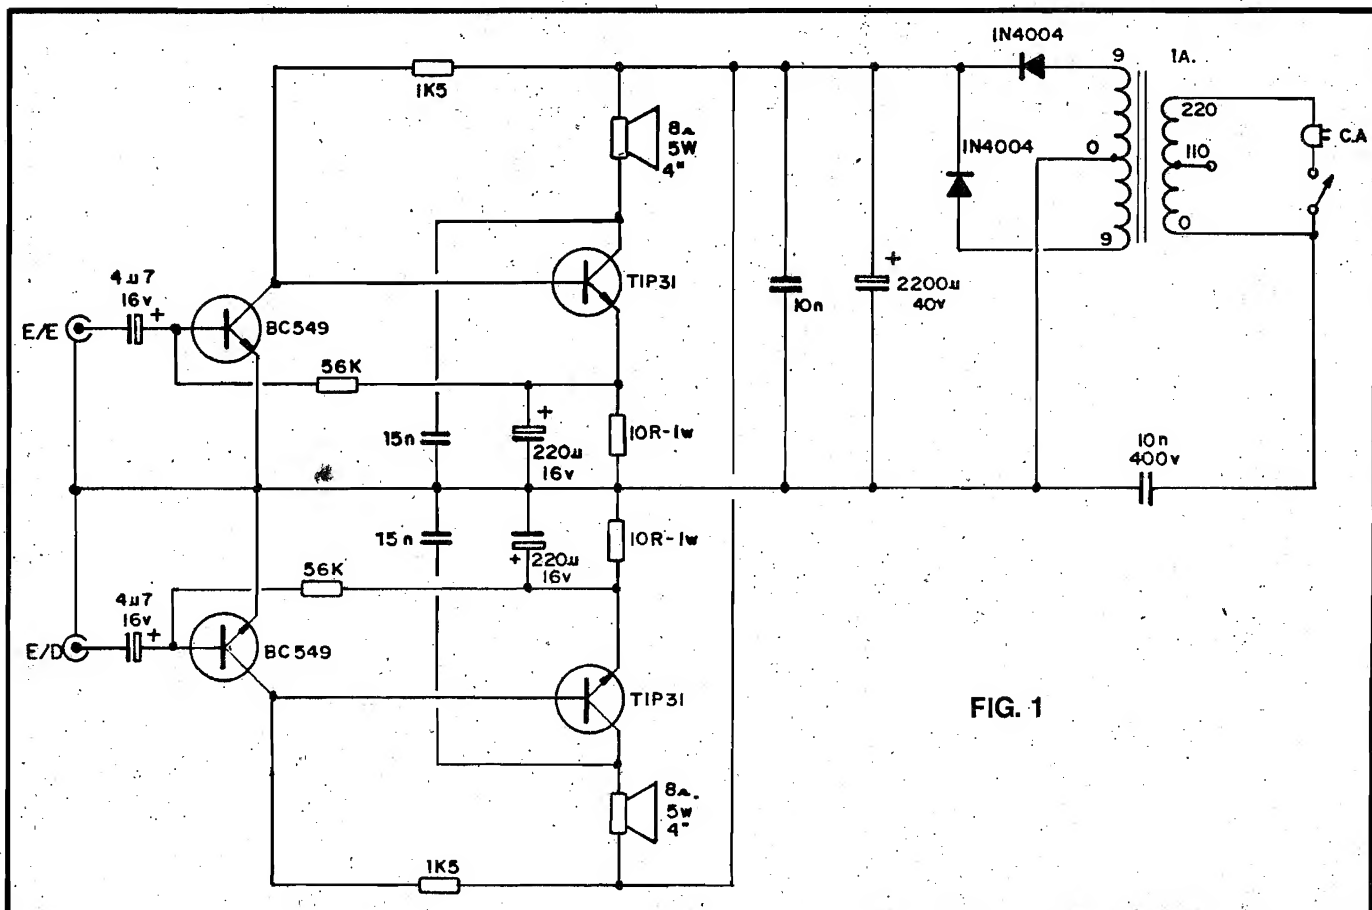 1N4004
9
1A.
1K5
8Ω
5W
4"
220
1N4004
0
110
C.A
9
0
TIP31
4µ7
16v
+
+
2200µ
40v
10n
E/E
BC549
56K
+
15n
10R-1w
220µ
16v
10n
400v
15n
10R-1w
+
220µ
16v
56K
4µ7
16v
+
E/D
BC549
TIP31
FIG. 1
8Ω.
5W
4"
1K5